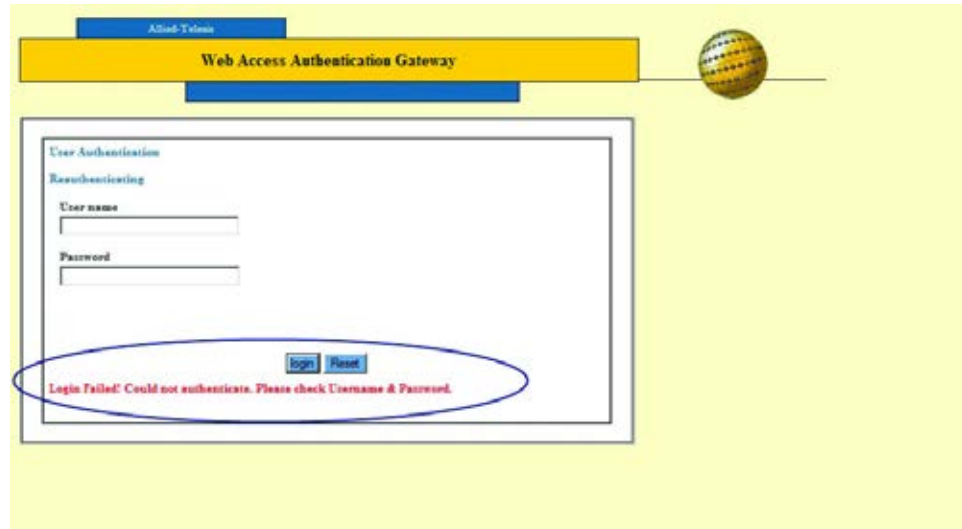 Allied-Telesis
Web Access Authentication Gateway
User Authentication
Reauthenticating
User name
Password
login Reset
Login Failed! Could not authenticate. Please check Username & Password.